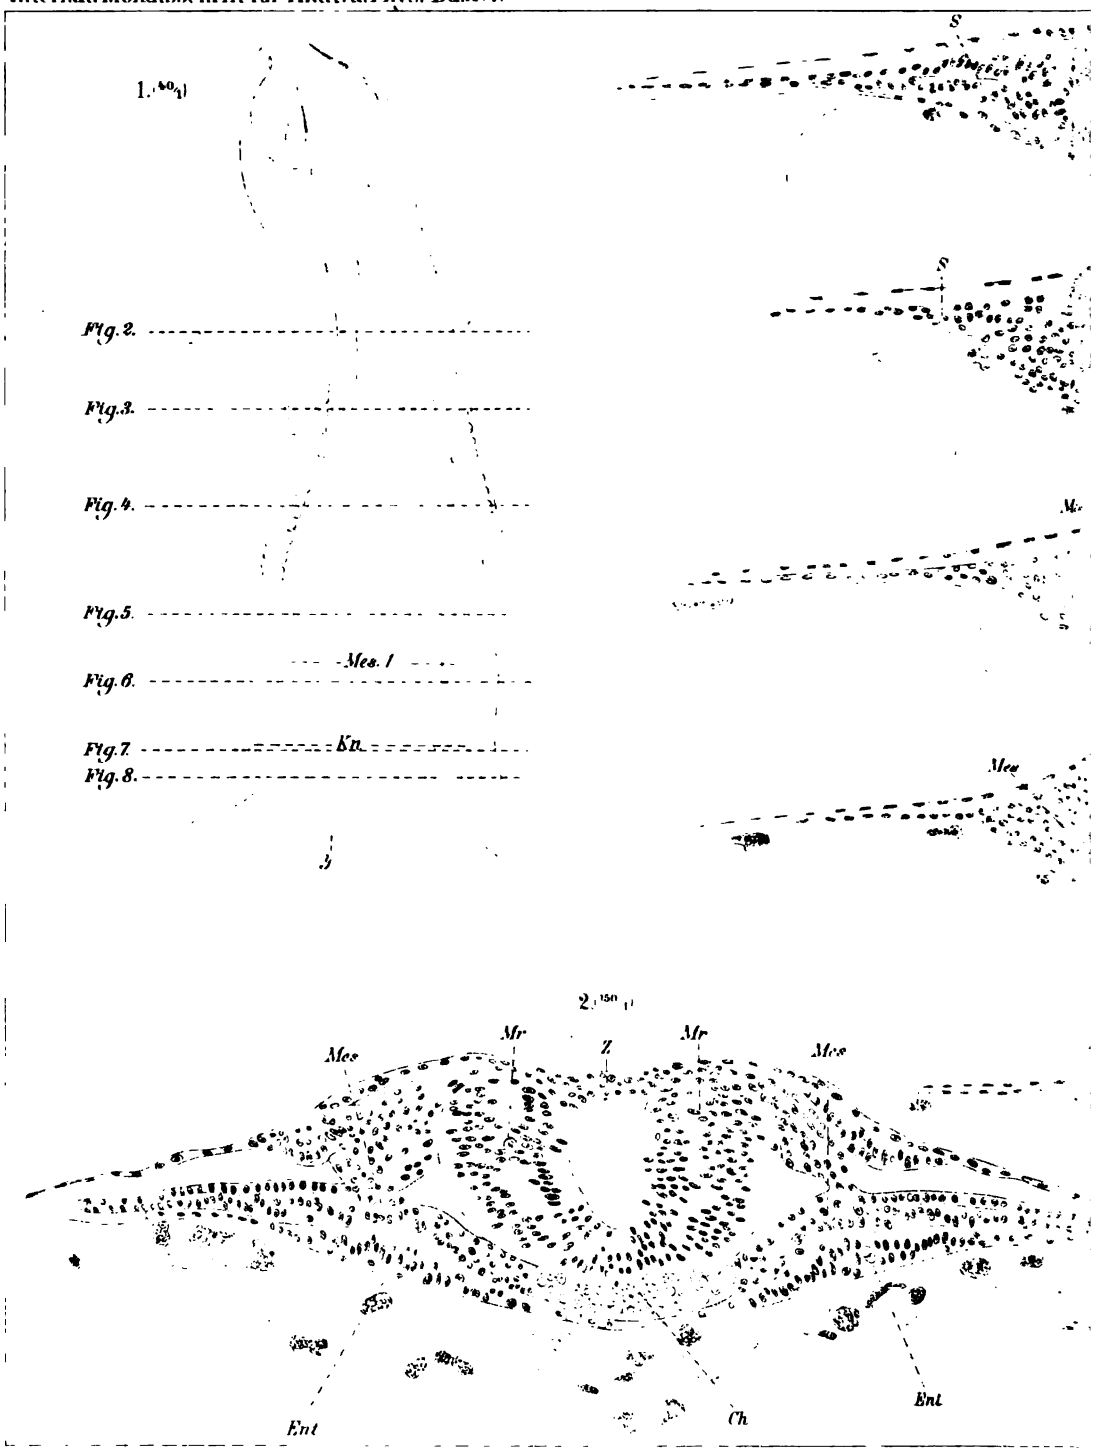 1.
S
S
Fig. 2.
Fig. 3.
Fig. 4.
Fig. 5.
Mes. 1
Fig. 6.
Kn
Fig. 7.
Fig. 8.
Mes
2.
Mes
Mr
Z
Mr
Mes
Ent
Ch
Ent